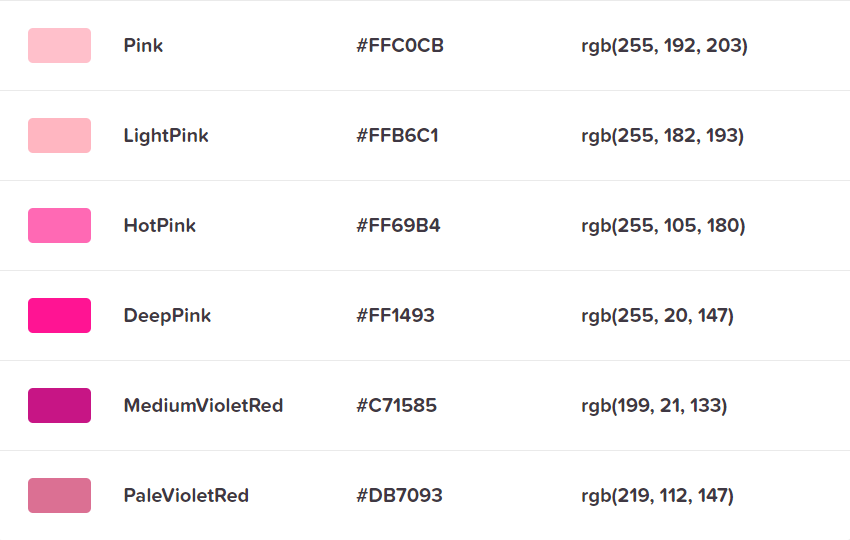 Pink #FFC0CB rgb(255, 192, 203)
LightPink #FFB6C1 rgb(255, 182, 193)
HotPink #FF69B4 rgb(255, 105, 180)
DeepPink #FF1493 rgb(255, 20, 147)
MediumVioletRed #C71585 rgb(199, 21, 133)
PaleVioletRed #DB7093 rgb(219, 112, 147)